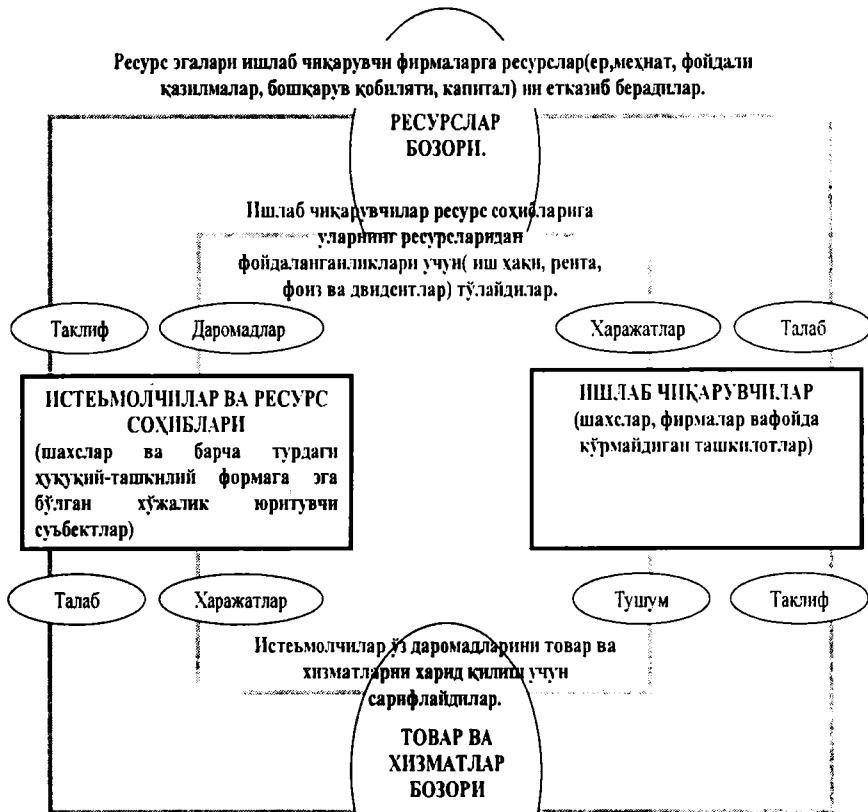 Ресурс эгалари ишлаб чиқарувчи фирмаларга ресурслар(ер,меҳнат, фойдали
қазилмалар, бошқарув қобиляти, капитал) ни етказиб берадилар.
РЕСУРСЛАР
БОЗОРИ.
Ишлаб чиқарувчилар ресурс соҳибларига
уларнинг ресурсларидан
фойдаланганликлари учун( иш ҳақи, рента,
фоиз ва двидентлар) тўлайдилар.
Таклиф
Даромадлар
Харажатлар
Талаб
ИСТЕЬМОЛЧИЛАР ВА РЕСУРС
СОҲИБЛАРИ
(шахслар ва барча турдаги
ҳуқуқий-ташкилий формага эга
бўлган хўжалик юритувчи
суъбектлар)
ИШЛАБ ЧИҚАРУВЧИЛАР
(шахслар, фирмалар вафойда
кўрмайдиган ташкилотлар)
Талаб
Харажатлар
Тушум
Таклиф
Истеьмолчилар ўз даромадларини товар ва
хизматларни харид қилиш учун
сарифлайдилар.
ТОВАР ВА
ХИЗМАТЛАР
БОЗОРИ